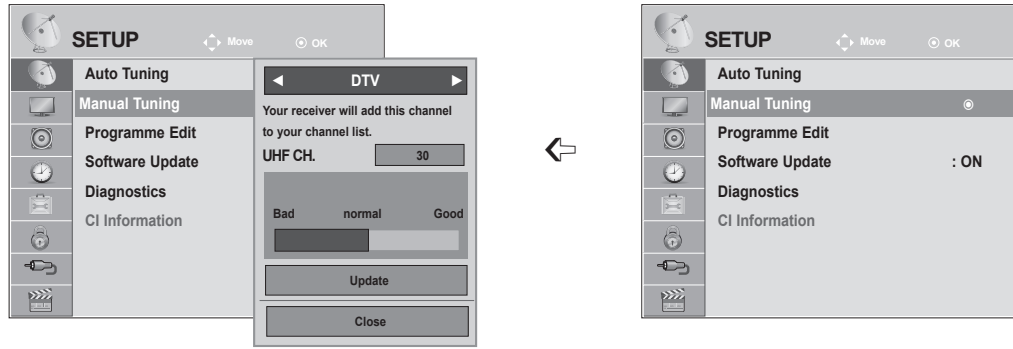 SETUP Move OK
Auto Tuning
Manual Tuning
Programme Edit
Software Update
Diagnostics
CI Information
DTV
Your receiver will add this channel
to your channel list.
UHF CH. 30
Bad normal Good
Update
Close
SETUP Move OK
Auto Tuning
Manual Tuning
Programme Edit
Software Update : ON
Diagnostics
CI Information